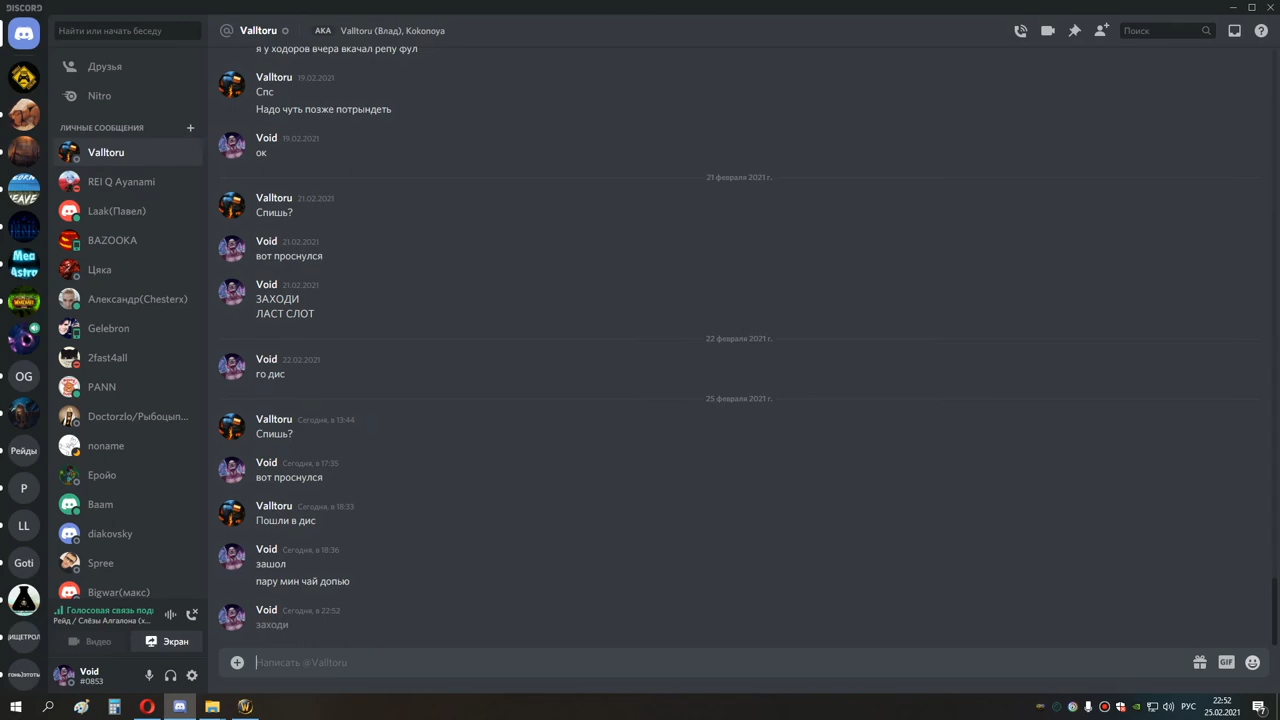 DISCORD
Найти или начать беседу
Valltoru
AKA
Valltoru (Влад), Kokonoya
Поиск
Друзья
Nitro
ЛИЧНЫЕ СООБЩЕНИЯ
Valltoru
REI Q Ayanami
Laak(Павел)
BAZOOKA
Цяка
Александр(Chesterx)
Gelebron
2fast4all
PANN
Doctorzlo/Рыбоцып...
noname
Еройо
Baam
diakovsky
Spree
Bigwar(макс)
Mea
Astro
OG
Рейды
P
LL
Goti
Голосовая связь под
Рейд / Слёзы Алгалона (х...
Видео
Экран
Void
#0853
я у ходоров вчера вкачал репу фул
Valltoru 19.02.2021
Спс
Надо чуть позже потрындеть
Void 19.02.2021
ок
21 февраля 2021 г.
Valltoru 21.02.2021
Спишь?
Void 21.02.2021
вот проснулся
Void 21.02.2021
ЗАХОДИ
ЛАСТ СЛОТ
22 февраля 2021 г.
Void 22.02.2021
го дис
25 февраля 2021 г.
Valltoru Сегодня, в 13:44
Спишь?
Void Сегодня, в 17:35
вот проснулся
Valltoru Сегодня, в 18:33
Пошли в дис
Void Сегодня, в 18:36
зашол
пару мин чай допью
Void Сегодня, в 22:52
заходи
Написать @Valltoru
GIF
РУС
22:52
25.02.2021